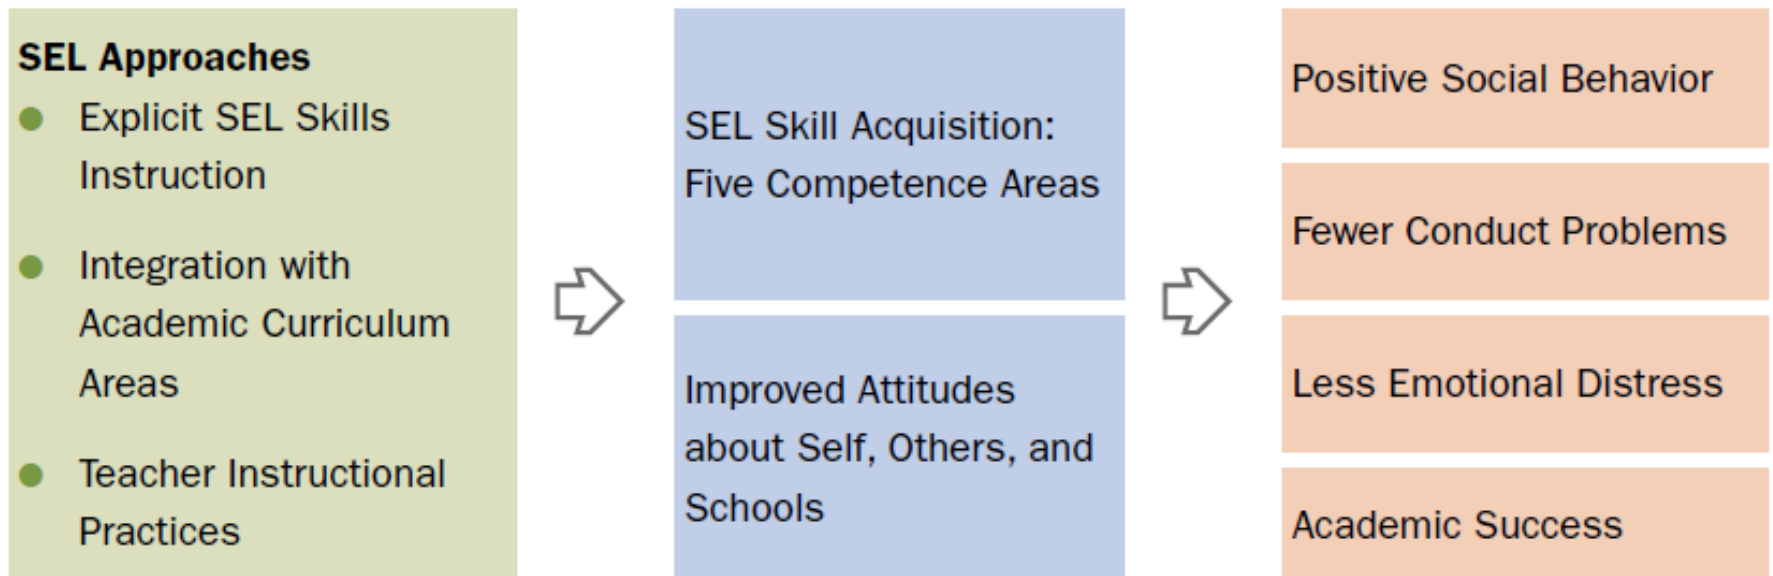 SEL Approaches
Explicit SEL Skills
Instruction
Integration with
Academic Curriculum
Areas
Teacher Instructional
Practices
SEL Skill Acquisition:
Five Competence Areas
Improved Attitudes
about Self, Others, and
Schools
Positive Social Behavior
Fewer Conduct Problems
Less Emotional Distress
Academic Success